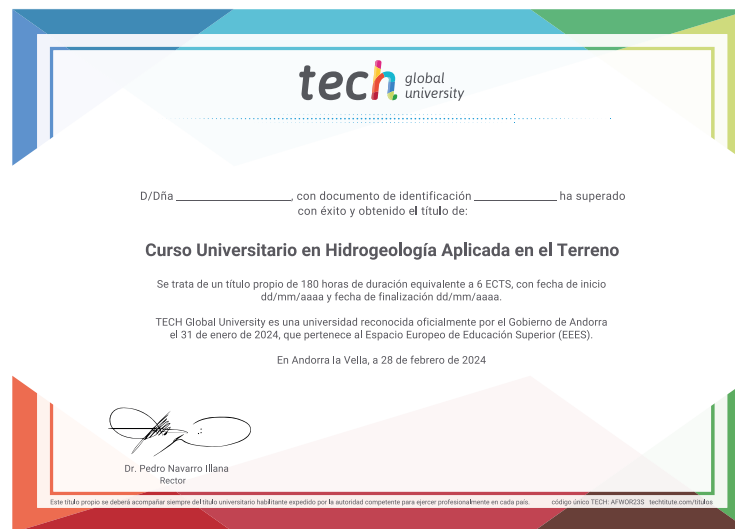 tech global
university
D/Dña ____________________, con documento de identificación ______________ ha superado
con éxito y obtenido el título de:
Curso Universitario en Hidrogeología Aplicada en el Terreno
Se trata de un título propio de 180 horas de duración equivalente a 6 ECTS, con fecha de inicio
dd/mm/aaaa y fecha de finalización dd/mm/aaaa.
TECH Global University es una universidad reconocida oficialmente por el Gobierno de Andorra
el 31 de enero de 2024, que pertenece al Espacio Europeo de Educación Superior (EEES).
En Andorra la Vella, a 28 de febrero de 2024
Dr. Pedro Navarro Illana
Rector
Este título propio se deberá acompañar siempre del título universitario habilitante expedido por la autoridad competente para ejercer profesionalmente en cada país. código único TECH: AFWOR23S techtitute.com/titulos